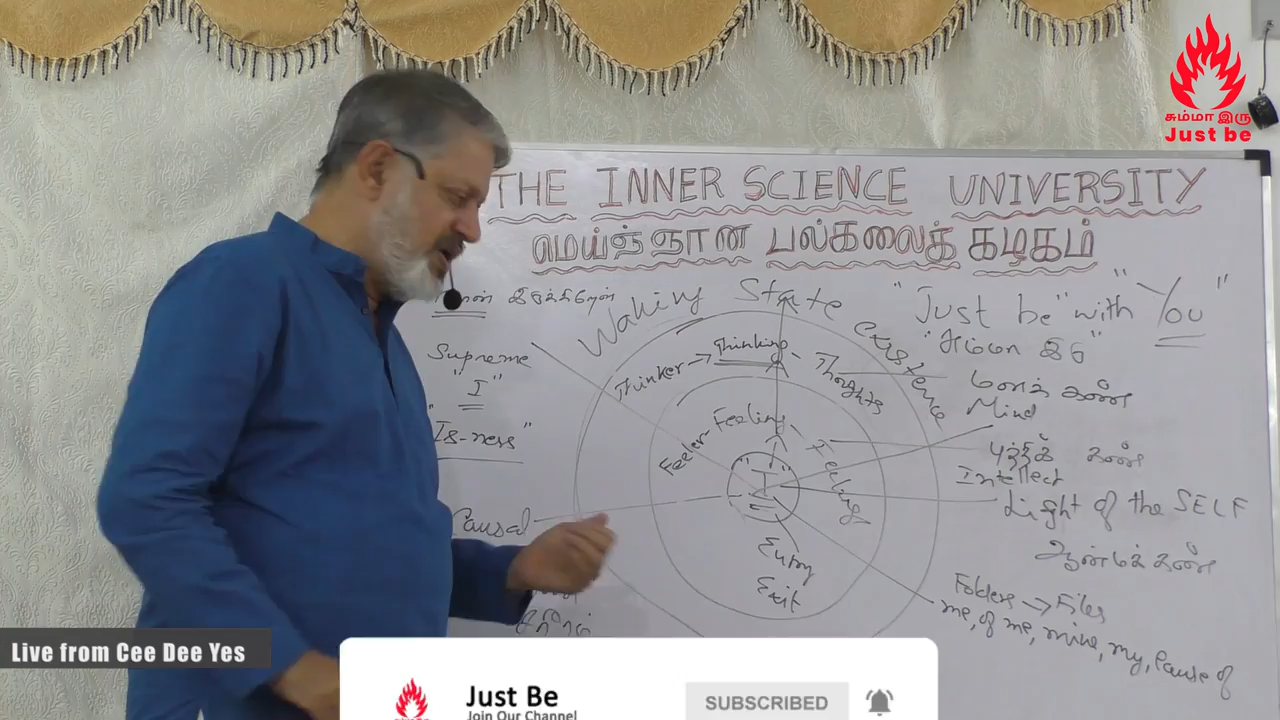 சும்மா இரு
Just be
THE INNER SCIENCE UNIVERSITY
மெய்ஞ்ஞான பல்கலைக் கழகம்
நான் இருக்கிறேன்
Waking State existence
"Just be" with "You"
"சும்மா இரு"
Supreme
"I"
"Is-ness"
Thinker → Thinking - Thoughts
மனக் கண்
Mind
Feeler - Feeling - Feeling
புத்திக் கண்
Intellect
"I"
Light of the SELF
ஆன்மக் கண்
Causal
Entry
Exit
Folders → Files
me, of me, mine, my, Cause of
Live from Cee Dee Yes
Just Be
Join Our Channel
SUBSCRIBED